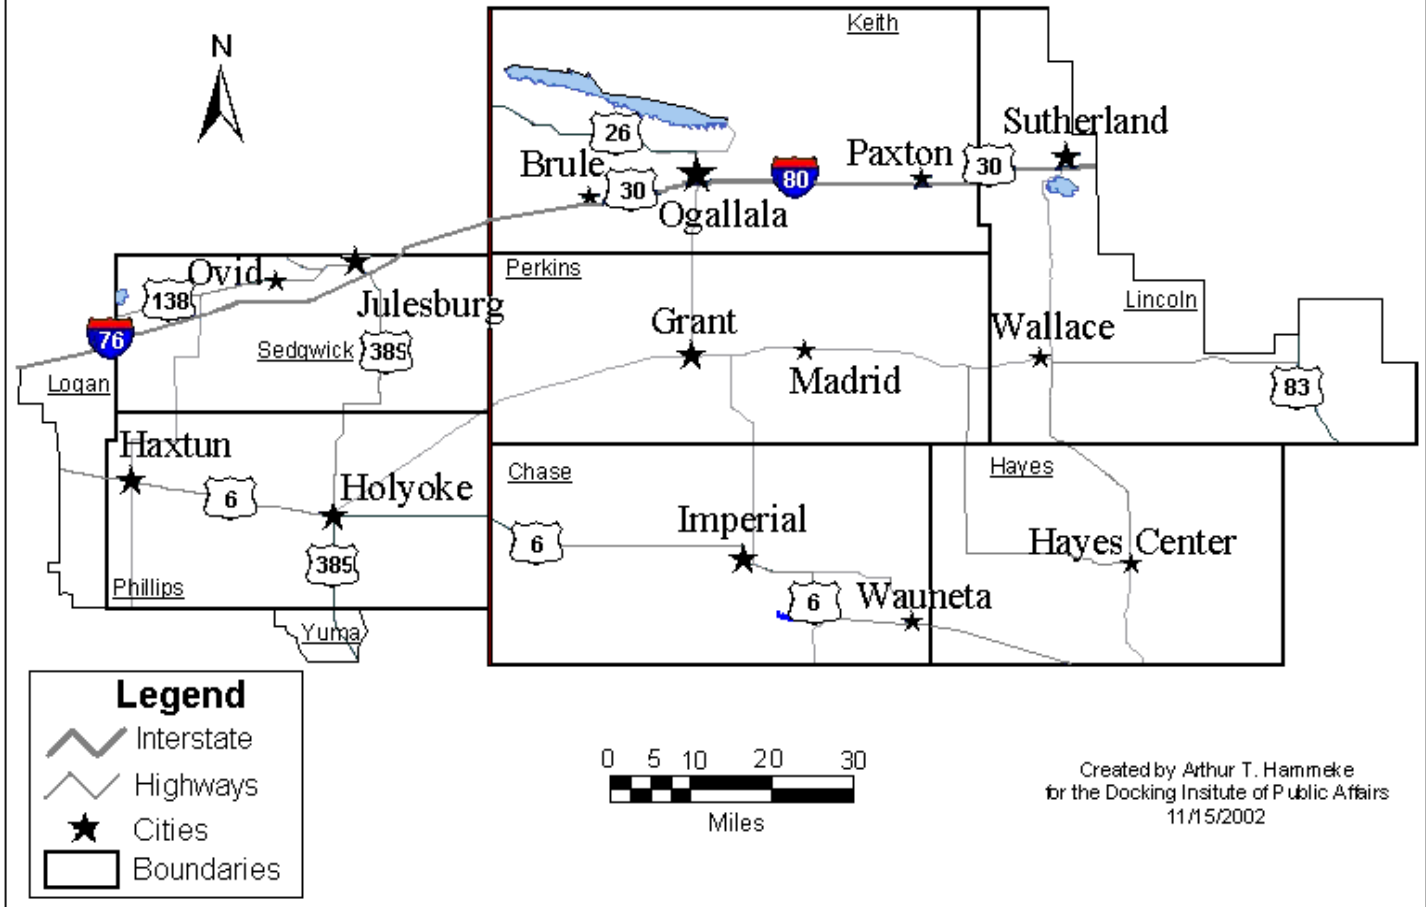 Keith
N
Sutherland
26
Brule
Paxton
30
80
30
Ogallala
Ovid
Perkins
138
Julesburg
Lincoln
Grant
Wallace
76
Sedgwick
385
Madrid
Logan
83
Haxtun
Chase
Hayes
Holyoke
6
Imperial
6
Hayes Center
385
Phillips
6
Wauneta
Yuma
Legend
Interstate
Highways
Cities
Boundaries
0 5 10 20 30
Miles
Created by Arthur T. Hammeke
for the Docking Insitute of Public Affairs
11/15/2002